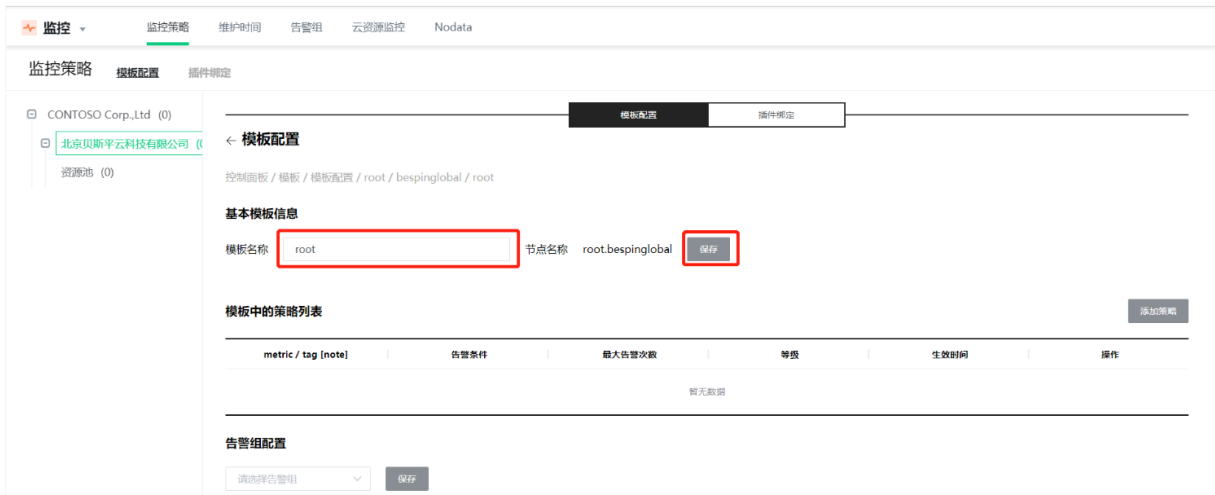 监控 监控策略 维护时间 告警组 云资源监控 Nodata
监控策略 模板配置 插件绑定
CONTOSO Corp.,Ltd (0)
模板配置 插件绑定
北京贝斯平云科技有限公司
← 模板配置
资源池 (0)
控制面板 / 模板 / 模板配置 / root / bespinglobal / root
基本模板信息
模板名称 root 节点名称 root.bespinglobal 保存
模板中的策略列表 添加策略
metric / tag [note] 告警条件 最大告警次数 等级 生效时间 操作
暂无数据
告警组配置
请选择告警组 保存